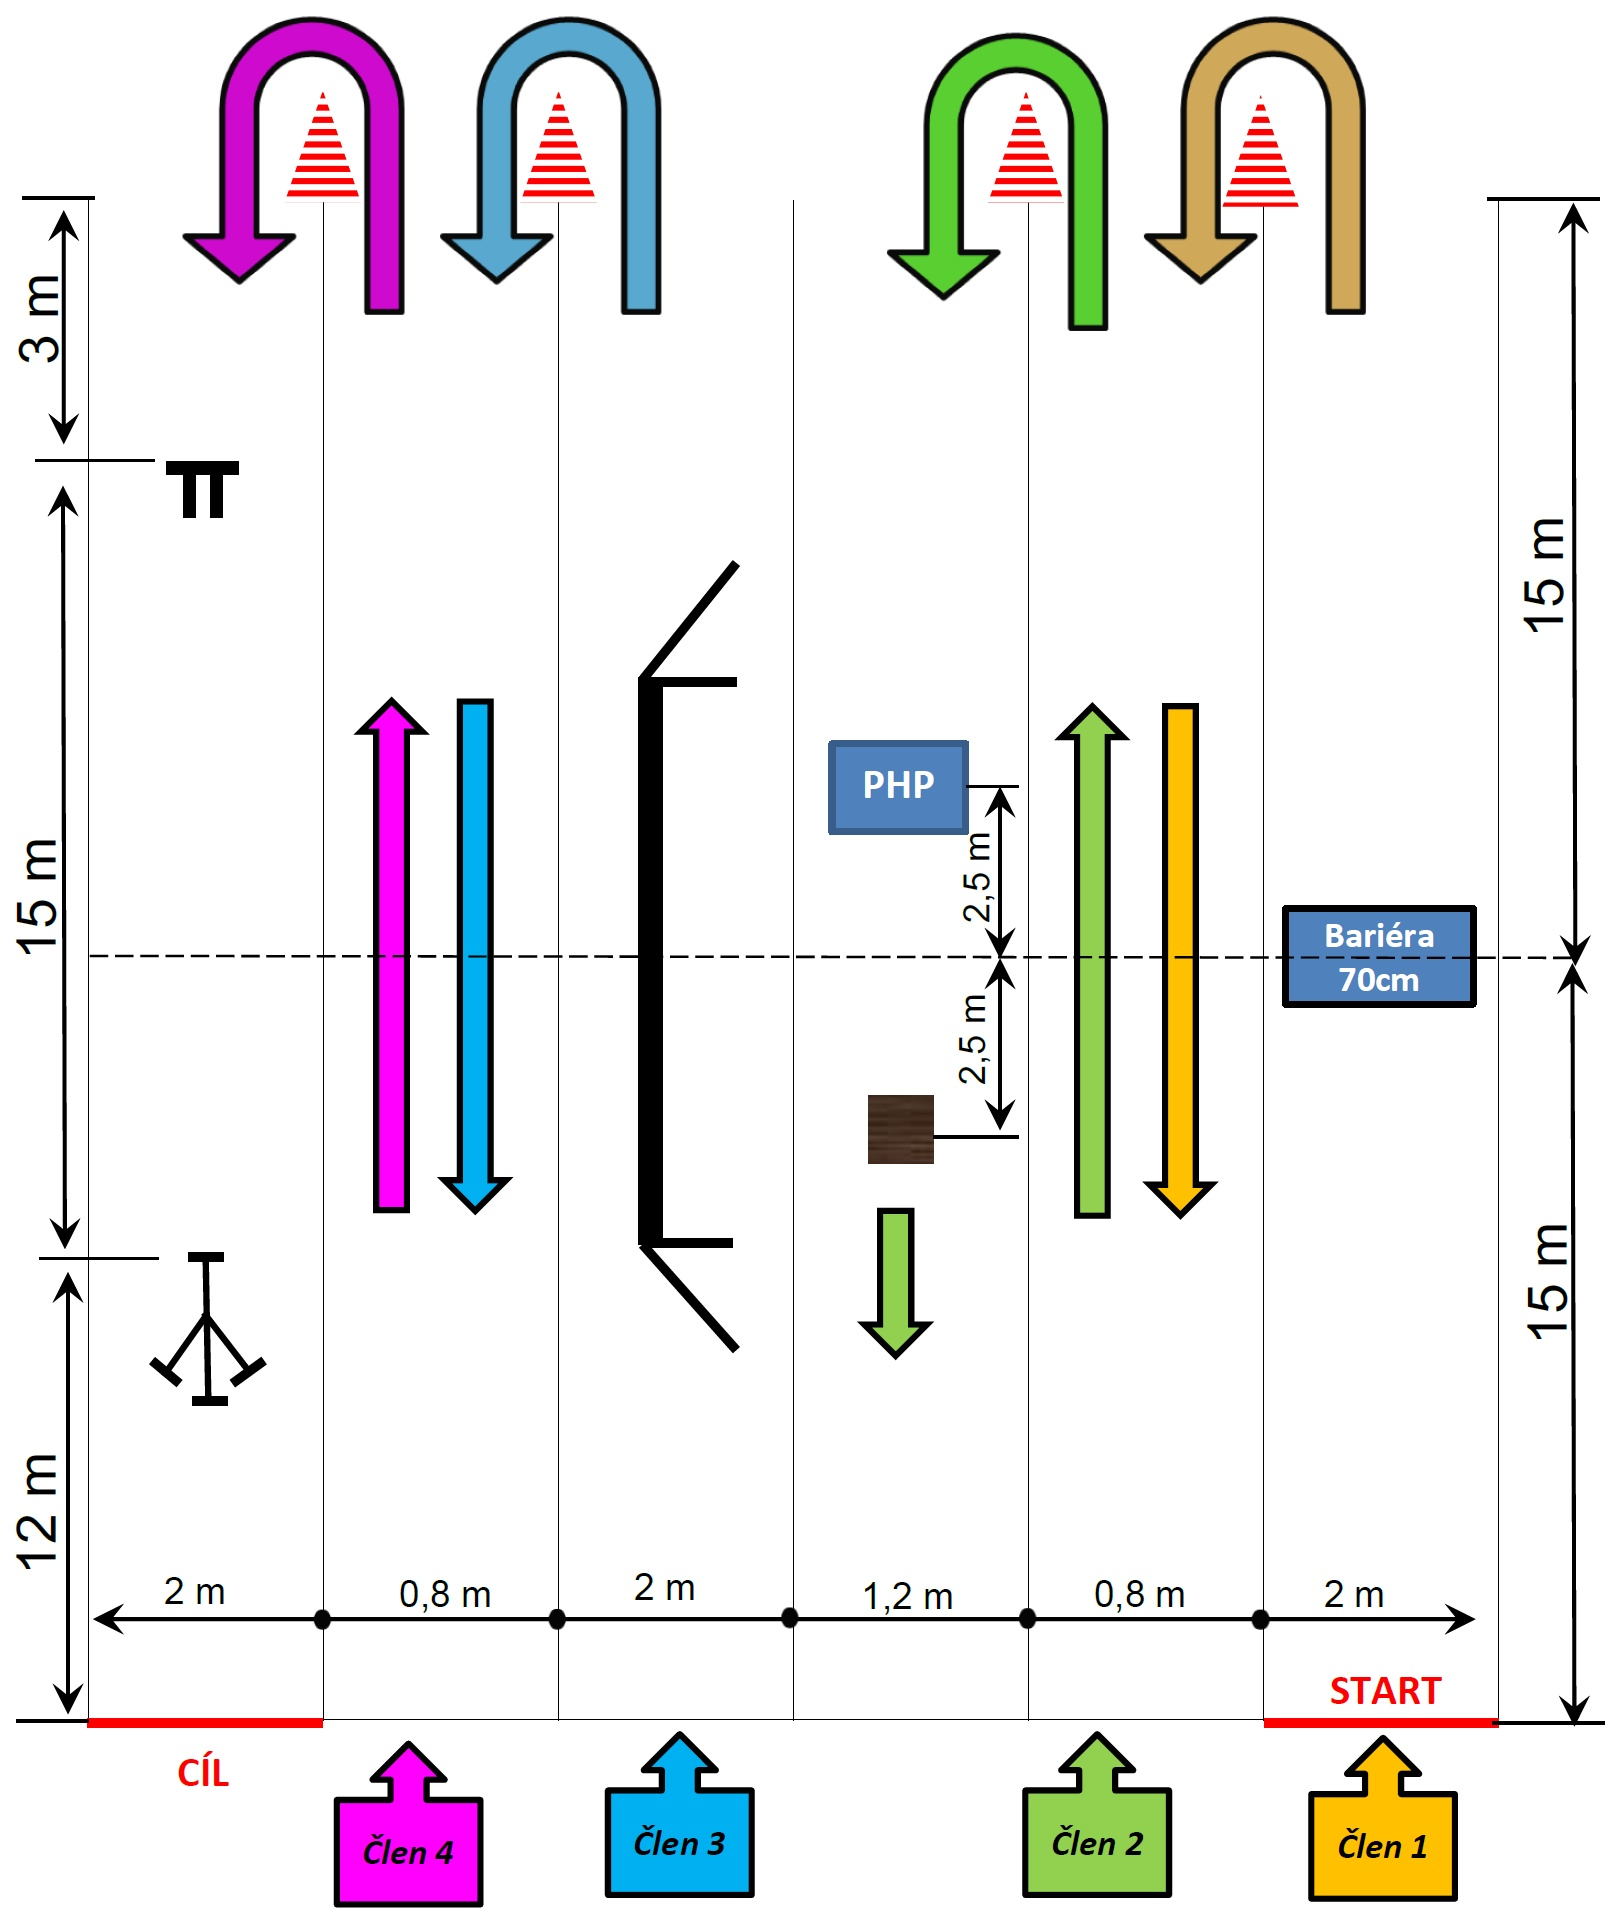 3 m
15 m
15 m
PHP
2,5 m
Bariéra
70cm
2,5 m
12 m
15 m
2 m
0,8 m
2 m
1,2 m
0,8 m
2 m
START
CÍL
Člen 4
Člen 3
Člen 2
Člen 1